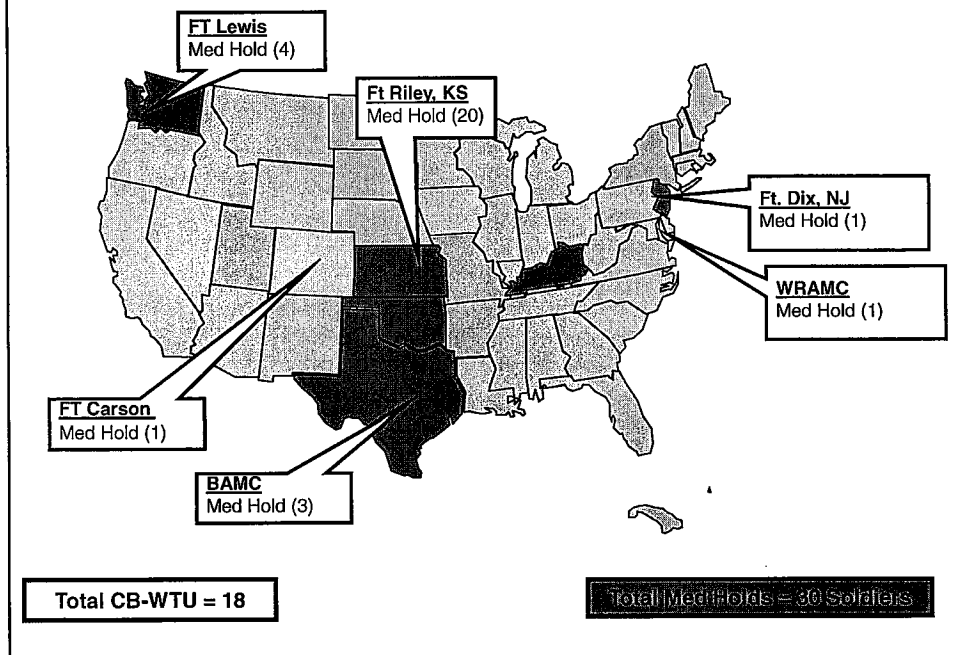 FT Lewis
Med Hold (4)
Ft Riley, KS
Med Hold (20)
Ft. Dix, NJ
Med Hold (1)
WRAMC
Med Hold (1)
FT Carson
Med Hold (1)
BAMC
Med Hold (3)
Total CB-WTU = 18
Total Med Holds = 30 Soldiers